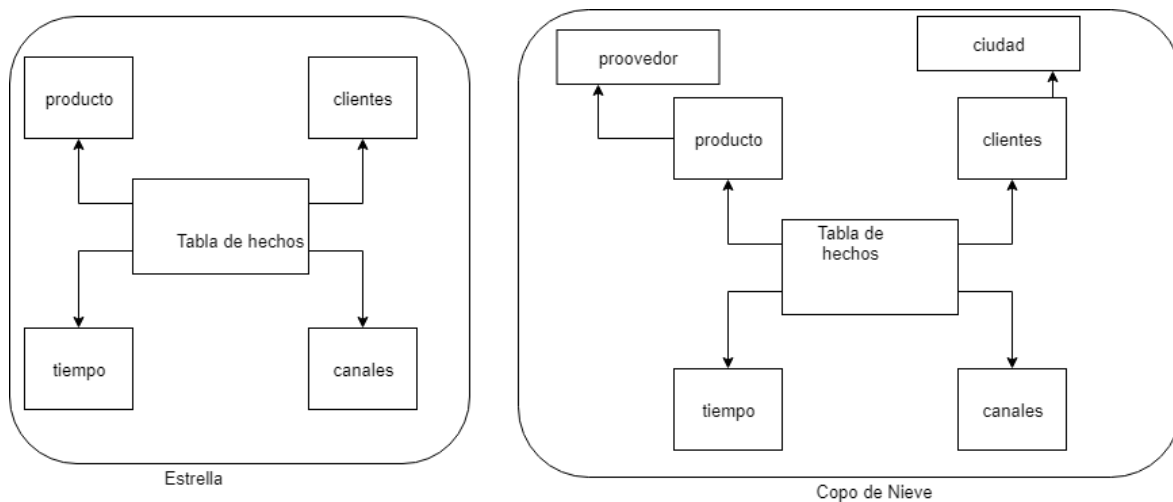 producto
clientes
Tabla de hechos
tiempo
canales
Estrella
proovedor
ciudad
producto
clientes
Tabla de
hechos
tiempo
canales
Copo de Nieve